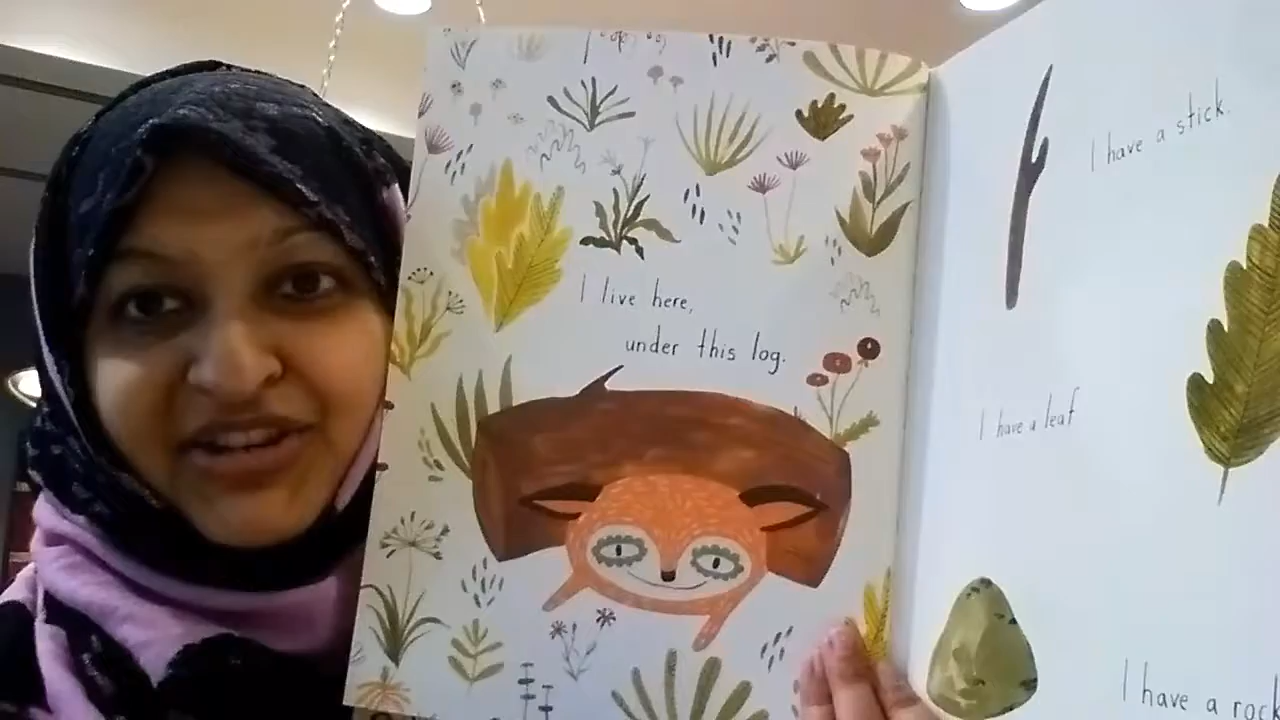 I live here,
under this log.
I have a stick.
I have a leaf
I have a rock